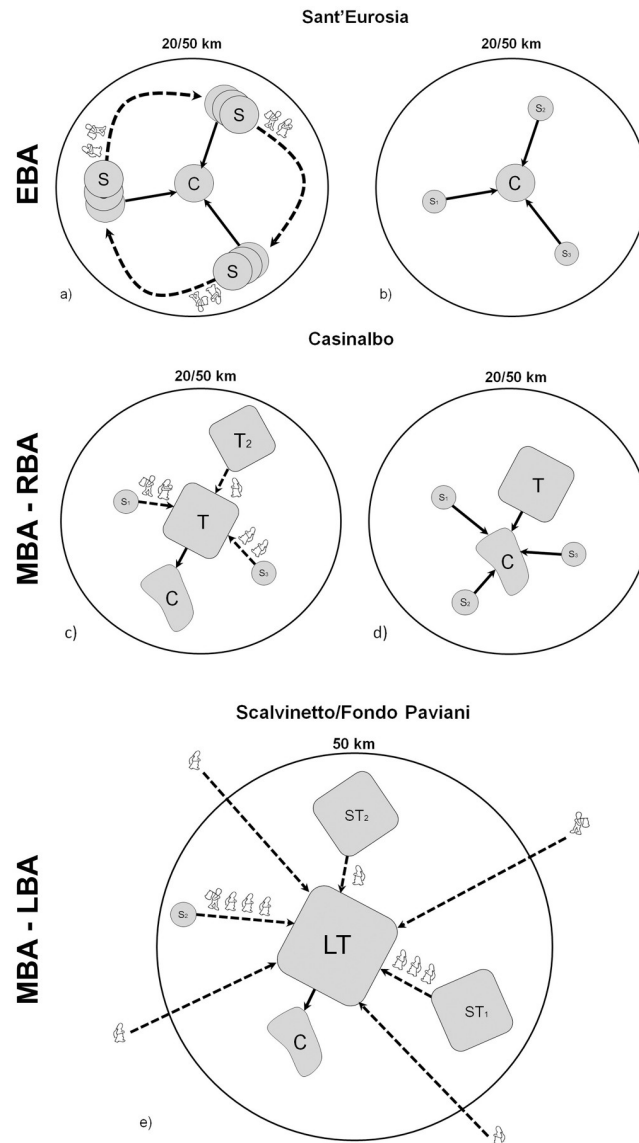 Sant'Eurosia
20/50 km
20/50 km
EBA
S
S
C
S
a)
S2
C
S1
S3
b)
Casinalbo
20/50 km
20/50 km
MBA - RBA
T2
S1
T
S3
C
c)
T
S1
C
S3
S2
d)
Scalvinetto/Fondo Paviani
50 km
MBA - LBA
ST2
S2
LT
ST1
C
e)